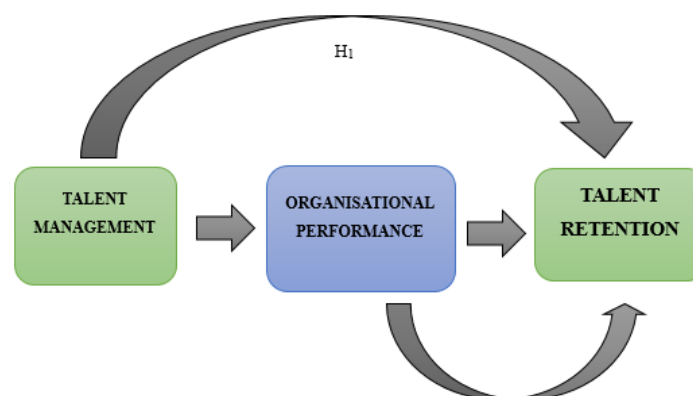 H1
TALENT
MANAGEMENT
ORGANISATIONAL
PERFORMANCE
TALENT
RETENTION